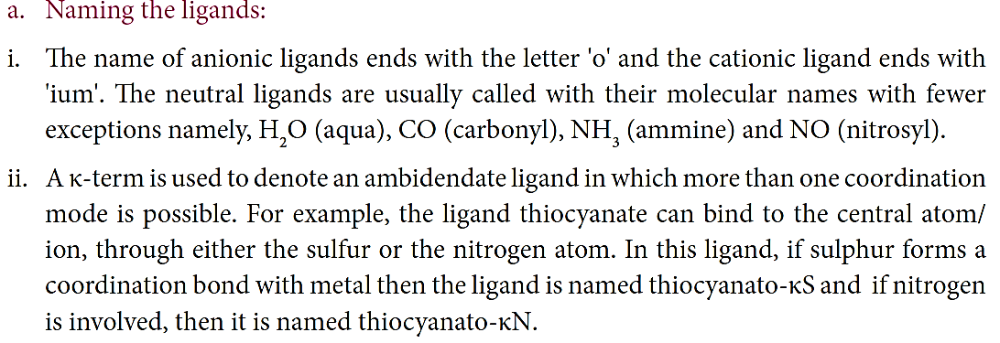 a. Naming the ligands:
i. The name of anionic ligands ends with the letter 'o' and the cationic ligand ends with
'ium'. The neutral ligands are usually called with their molecular names with fewer
exceptions namely, H₂O (aqua), CO (carbonyl), NH₃ (ammine) and NO (nitrosyl).
ii. A κ-term is used to denote an ambidendate ligand in which more than one coordination
mode is possible. For example, the ligand thiocyanate can bind to the central atom/
ion, through either the sulfur or the nitrogen atom. In this ligand, if sulphur forms a
coordination bond with metal then the ligand is named thiocyanato-κS and if nitrogen
is involved, then it is named thiocyanato-κN.